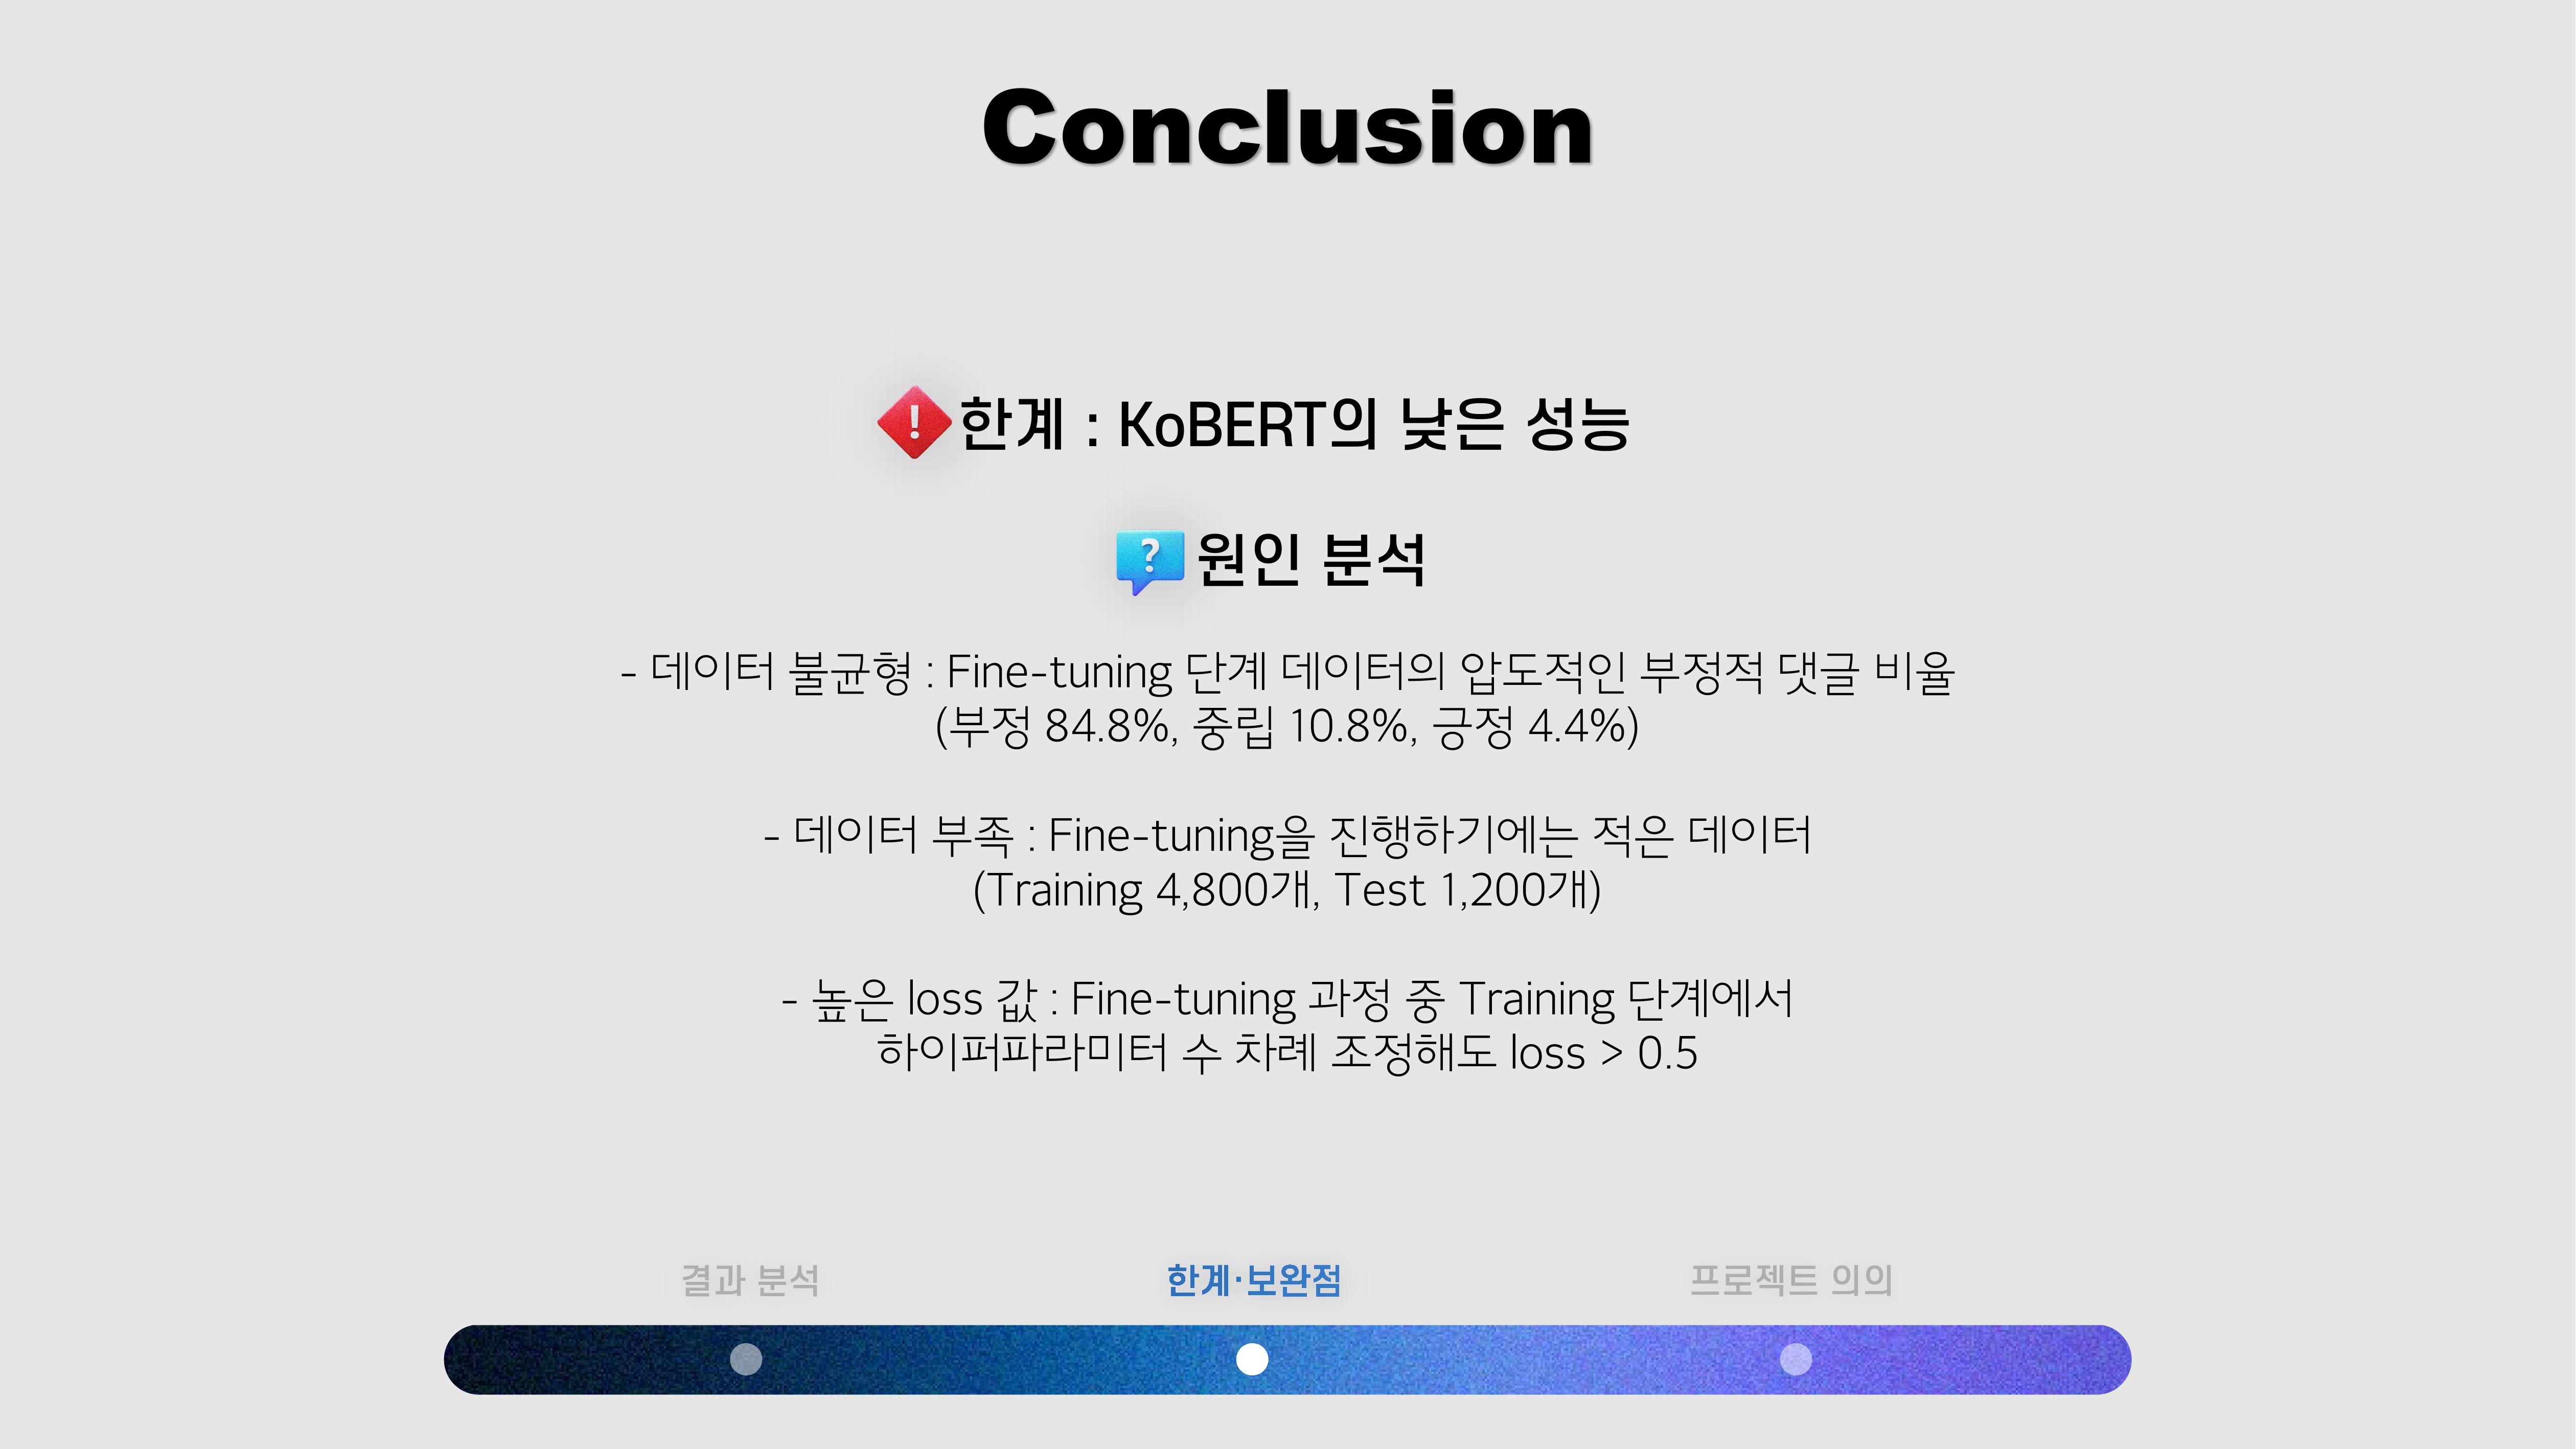 Conclusion
한계 : KoBERT의 낮은 성능
원인 분석
- 데이터 불균형 : Fine-tuning 단계 데이터의 압도적인 부정적 댓글 비율
(부정 84.8%, 중립 10.8%, 긍정 4.4%)
- 데이터 부족 : Fine-tuning을 진행하기에는 적은 데이터
(Training 4,800개, Test 1,200개)
- 높은 loss 값 : Fine-tuning 과정 중 Training 단계에서
하이퍼파라미터 수 차례 조정해도 loss > 0.5
결과 분석
한계·보완점
프로젝트 의의